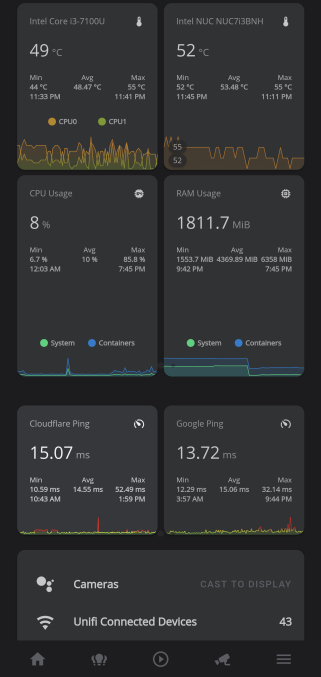 Intel Core i3-7100U
49 °C
Min Avg Max
44 °C 48.47 °C 55 °C
11:33 PM 11:41 PM
CPU0 CPU1
Intel NUC NUC7i3BNH
52 °C
Min Avg Max
52 °C 53.48 °C 55 °C
11:45 PM 11:11 PM
55
52
CPU Usage
8 %
Min Avg Max
6.7 % 10 % 85.8 %
12:03 AM 7:45 PM
System Containers
RAM Usage
1811.7 MiB
Min Avg Max
1553.7 MiB 4369.89 MiB 6358 MiB
9:42 PM 7:45 PM
System Containers
Cloudflare Ping
15.07 ms
Min Avg Max
10.59 ms 14.55 ms 52.49 ms
10:43 AM 1:59 PM
Google Ping
13.72 ms
Min Avg Max
12.29 ms 15.06 ms 32.14 ms
3:57 AM 9:44 PM
Cameras CAST TO DISPLAY
Unifi Connected Devices 43